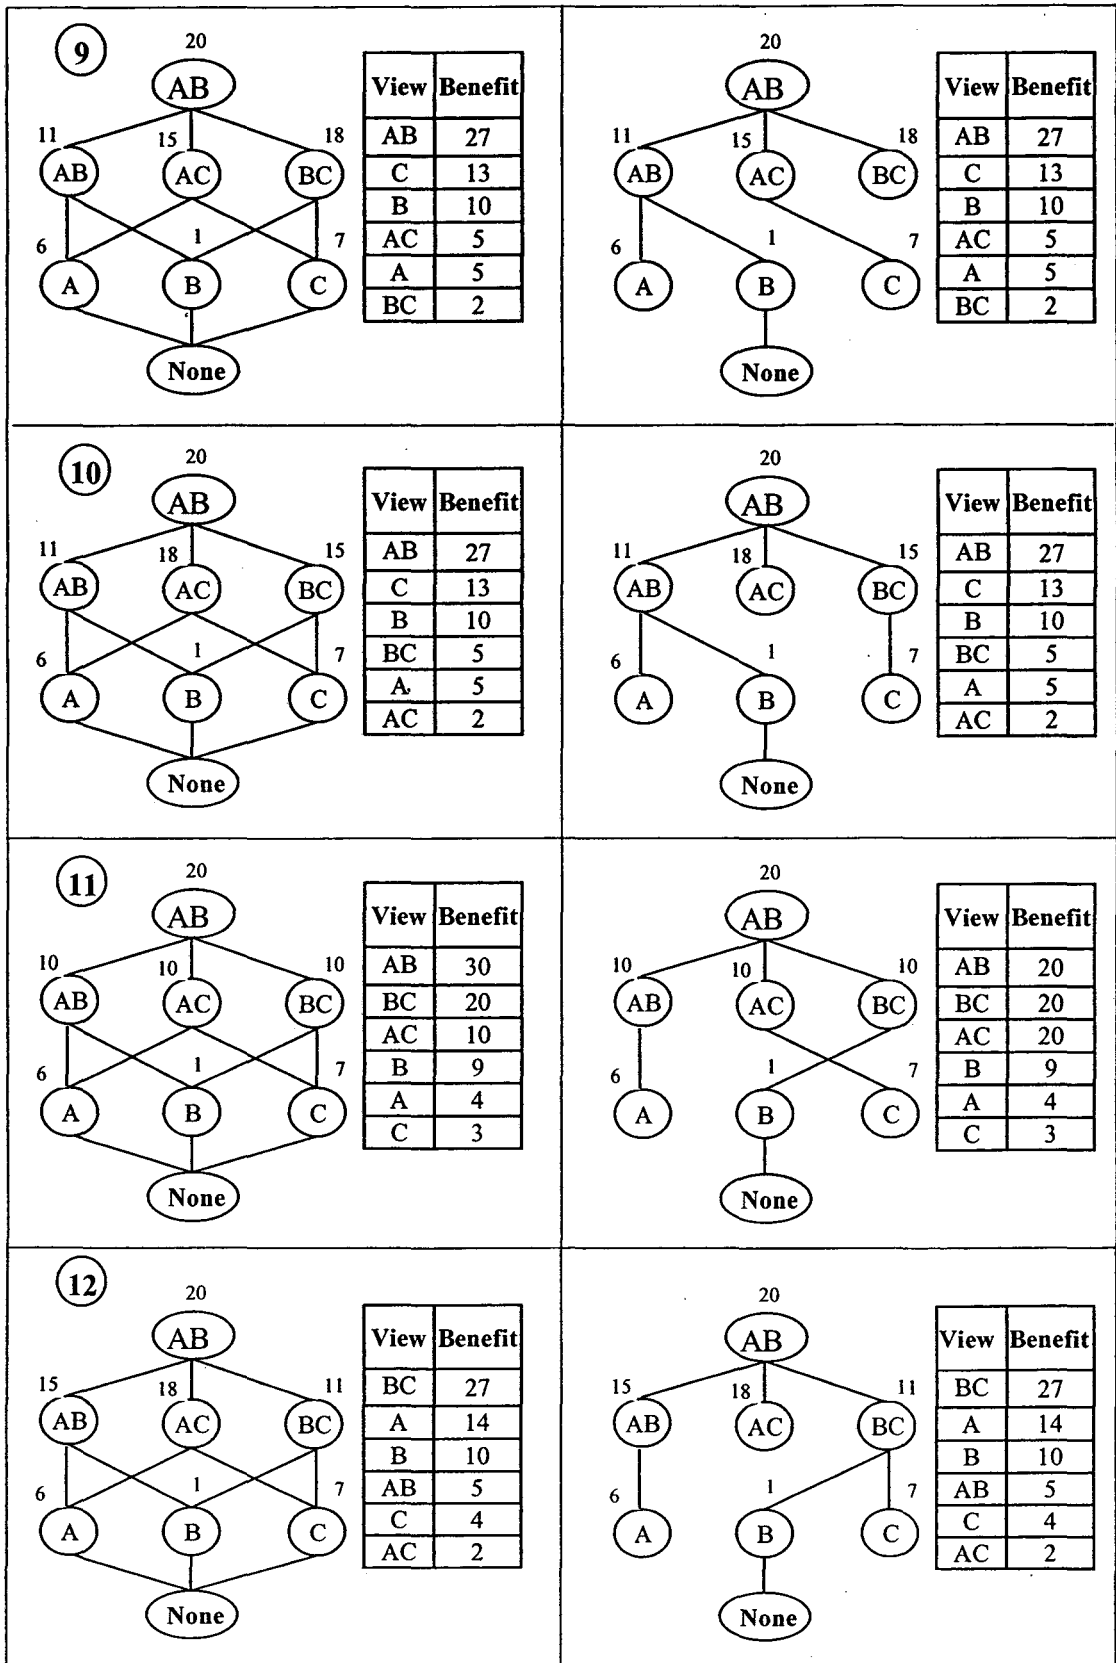 9
20
AB
11 15 18
AB AC BC
6 1 7
A B C
None
View Benefit
AB 27
C 13
B 10
AC 5
A 5
BC 2
20
AB
11 15 18
AB AC BC
6 1 7
A B C
None
View Benefit
AB 27
C 13
B 10
AC 5
A 5
BC 2
10
20
AB
11 18 15
AB AC BC
6 1 7
A B C
None
View Benefit
AB 27
C 13
B 10
BC 5
A 5
AC 2
20
AB
11 18 15
AB AC BC
6 1 7
A B C
None
View Benefit
AB 27
C 13
B 10
BC 5
A 5
AC 2
11
20
AB
10 10 10
AB AC BC
6 1 7
A B C
None
View Benefit
AB 30
BC 20
AC 10
B 9
A 4
C 3
20
AB
10 10 10
AB AC BC
6 1 7
A B C
None
View Benefit
AB 20
BC 20
AC 20
B 9
A 4
C 3
12
20
AB
15 18 11
AB AC BC
6 1 7
A B C
None
View Benefit
BC 27
A 14
B 10
AB 5
C 4
AC 2
20
AB
15 18 11
AB AC BC
6 1 7
A B C
None
View Benefit
BC 27
A 14
B 10
AB 5
C 4
AC 2